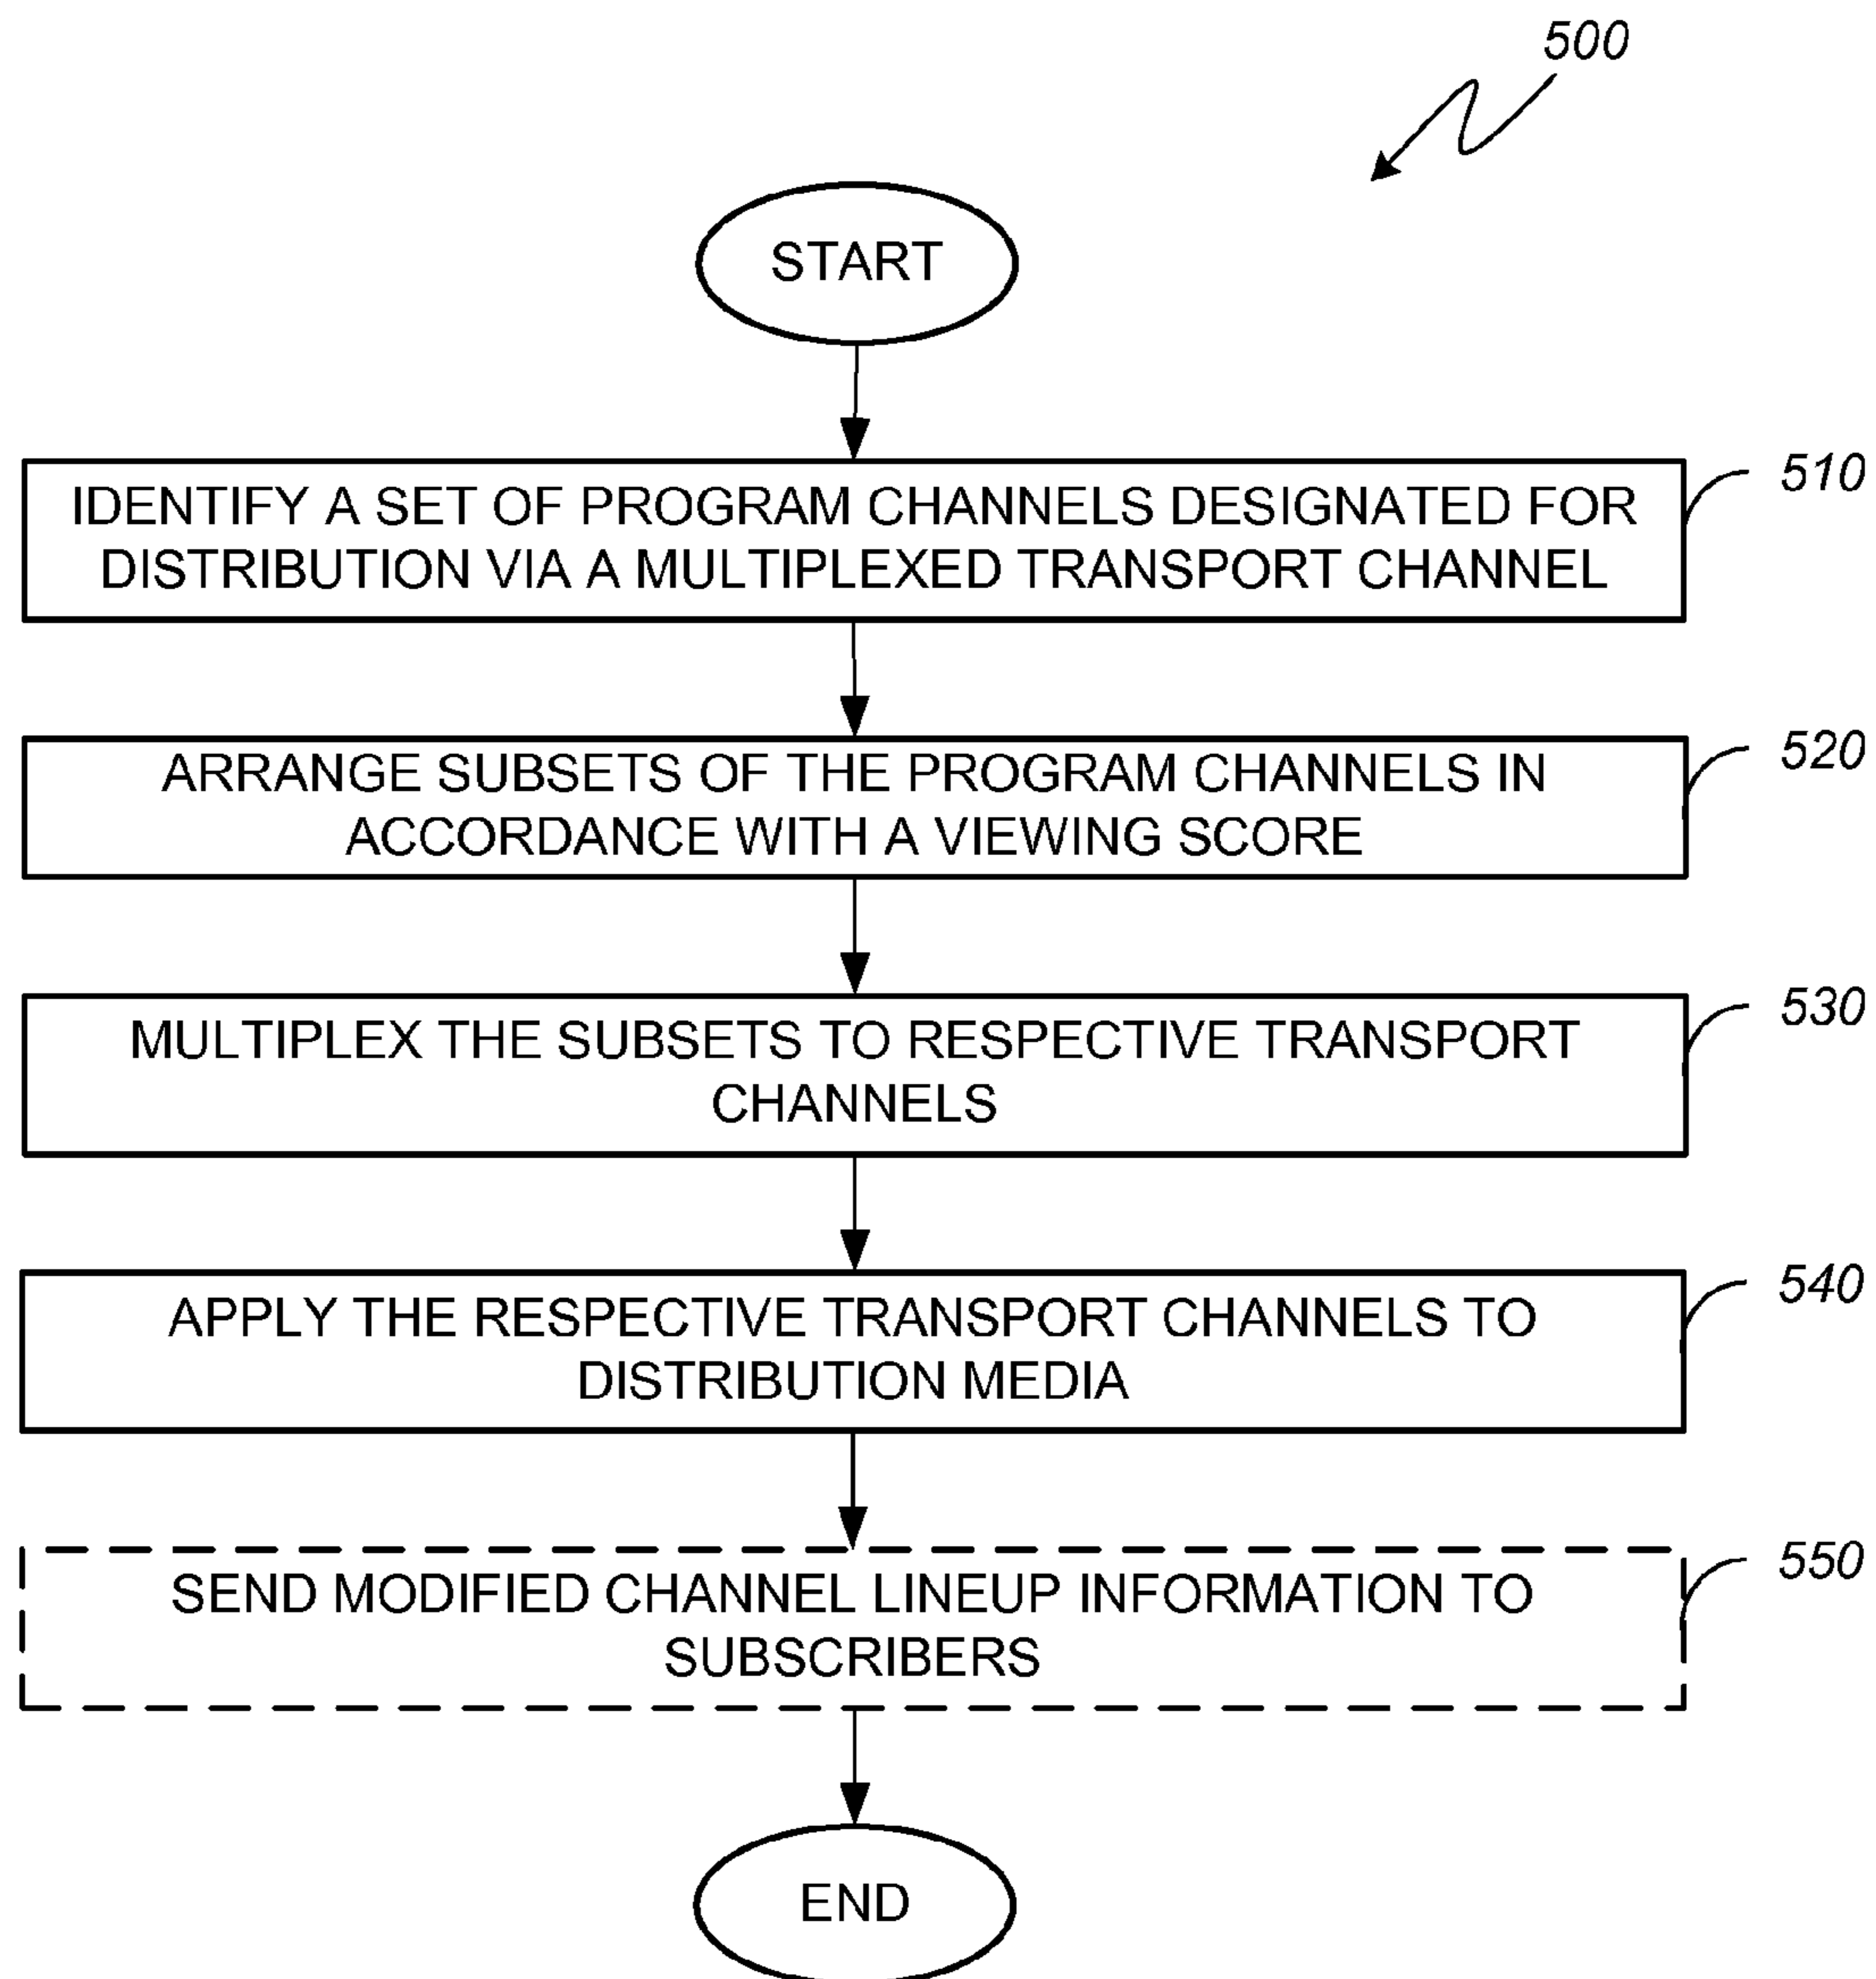 500
START
IDENTIFY A SET OF PROGRAM CHANNELS DESIGNATED FOR
DISTRIBUTION VIA A MULTIPLEXED TRANSPORT CHANNEL
510
ARRANGE SUBSETS OF THE PROGRAM CHANNELS IN
ACCORDANCE WITH A VIEWING SCORE
520
MULTIPLEX THE SUBSETS TO RESPECTIVE TRANSPORT
CHANNELS
530
APPLY THE RESPECTIVE TRANSPORT CHANNELS TO
DISTRIBUTION MEDIA
540
SEND MODIFIED CHANNEL LINEUP INFORMATION TO
SUBSCRIBERS
550
END